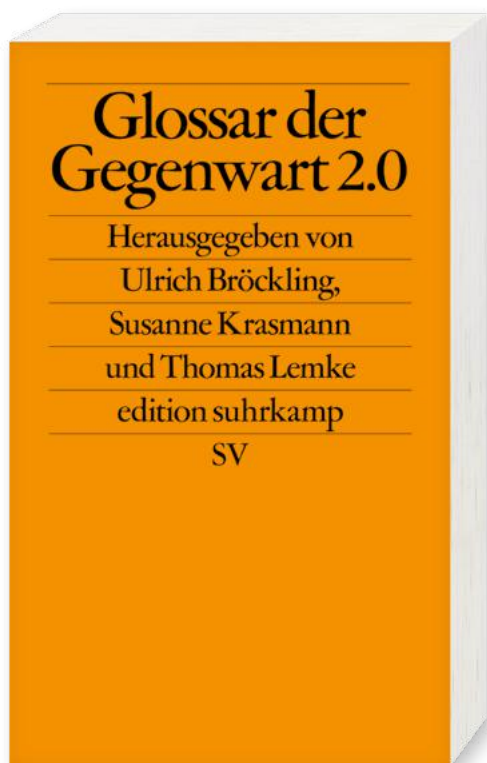 Glossar der
Gegenwart 2.0
Herausgegeben von
Ulrich Bröckling,
Susanne Krasmann
und Thomas Lemke
edition suhrkamp
SV